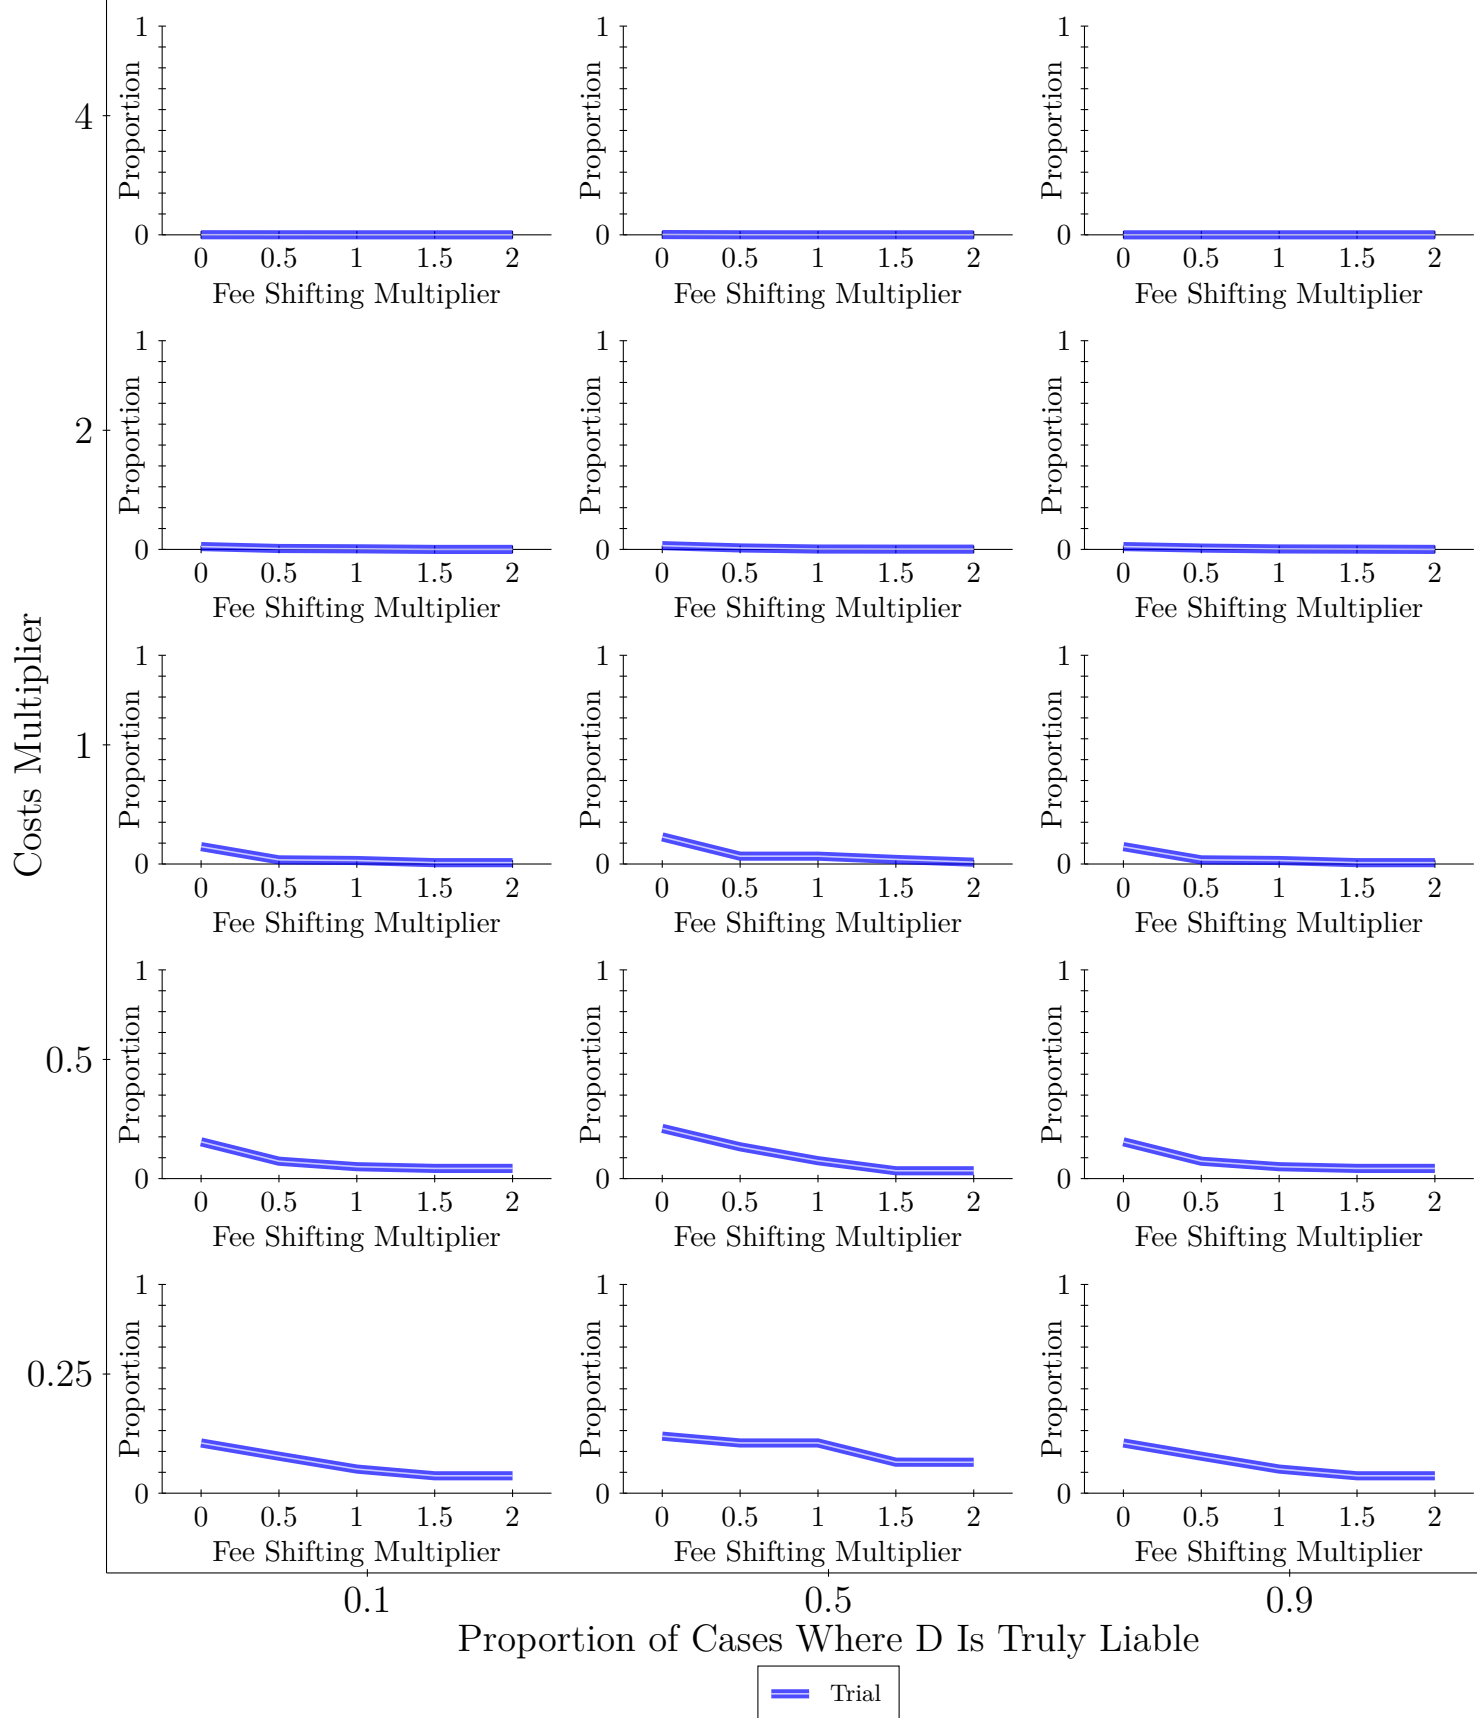 Costs Multiplier
4
1
Proportion
0
0 0.5 1 1.5 2
Fee Shifting Multiplier
1
Proportion
0
0 0.5 1 1.5 2
Fee Shifting Multiplier
1
Proportion
0
0 0.5 1 1.5 2
Fee Shifting Multiplier
2
1
Proportion
0
0 0.5 1 1.5 2
Fee Shifting Multiplier
1
Proportion
0
0 0.5 1 1.5 2
Fee Shifting Multiplier
1
Proportion
0
0 0.5 1 1.5 2
Fee Shifting Multiplier
1
1
Proportion
0
0 0.5 1 1.5 2
Fee Shifting Multiplier
1
Proportion
0
0 0.5 1 1.5 2
Fee Shifting Multiplier
1
Proportion
0
0 0.5 1 1.5 2
Fee Shifting Multiplier
0.5
1
Proportion
0
0 0.5 1 1.5 2
Fee Shifting Multiplier
1
Proportion
0
0 0.5 1 1.5 2
Fee Shifting Multiplier
1
Proportion
0
0 0.5 1 1.5 2
Fee Shifting Multiplier
0.25
1
Proportion
0
0 0.5 1 1.5 2
Fee Shifting Multiplier
1
Proportion
0
0 0.5 1 1.5 2
Fee Shifting Multiplier
1
Proportion
0
0 0.5 1 1.5 2
Fee Shifting Multiplier
0.1 0.5 0.9
Proportion of Cases Where D Is Truly Liable
Trial